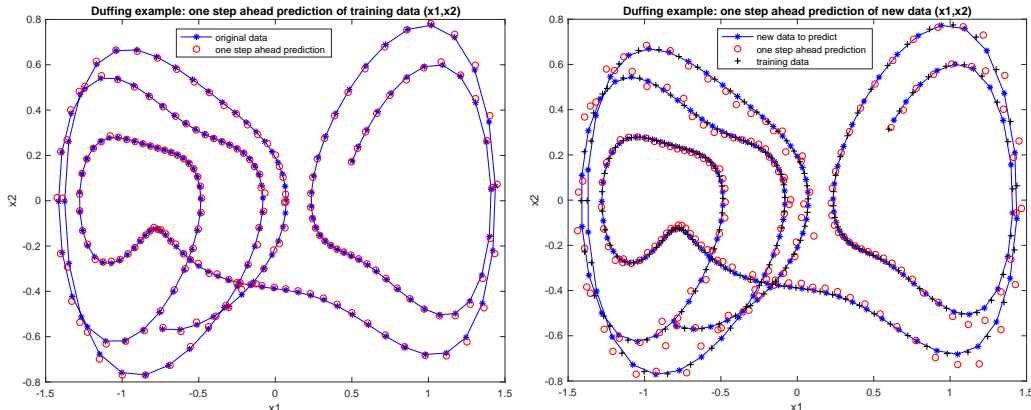 Duffing example: one step ahead prediction of training data (x1,x2)
original data
one step ahead prediction
0.8
0.6
0.4
0.2
0
-0.2
-0.4
-0.6
-0.8
x2
-1.5
-1
-0.5
0
0.5
1
1.5
x1
Duffing example: one step ahead prediction of new data (x1,x2)
new data to predict
one step ahead prediction
training data
0.8
0.6
0.4
0.2
0
-0.2
-0.4
-0.6
-0.8
x2
-1.5
-1
-0.5
0
0.5
1
1.5
x1